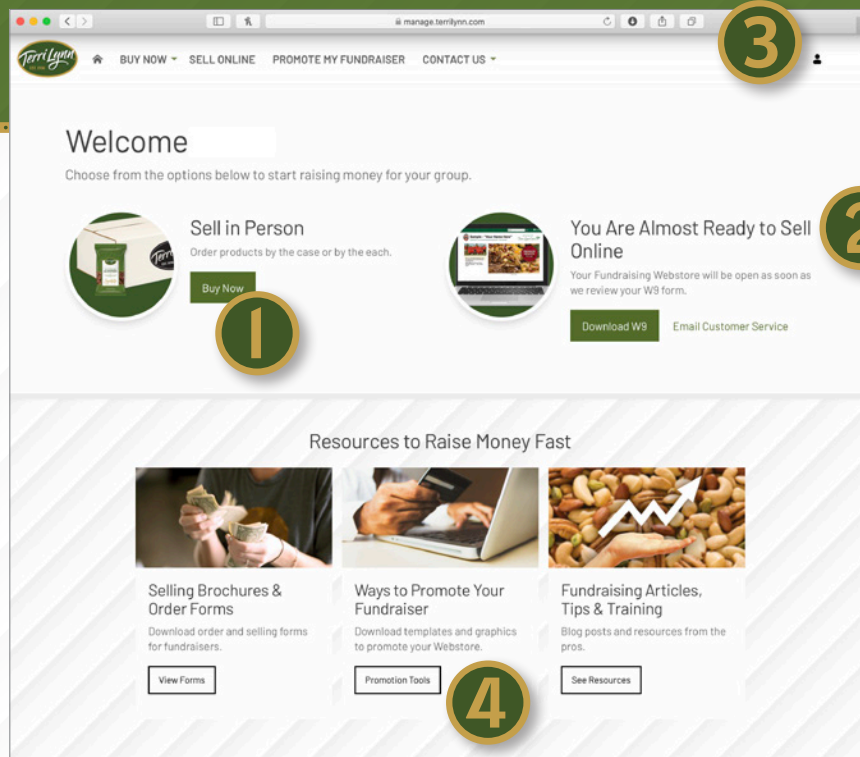 manage.terrilynn.com
3
Terri Lynn
BUY NOW SELL ONLINE PROMOTE MY FUNDRAISER CONTACT US
Welcome
Choose from the options below to start raising money for your group.
Sell in Person
Order products by the case or by the each.
Buy Now
1
You Are Almost Ready to Sell
Online
Your Fundraising Webstore will be open as soon as
we review your W9 form.
Download W9 Email Customer Service
2
Resources to Raise Money Fast
Selling Brochures &
Order Forms
Download order and selling forms
for fundraisers.
View Forms
Ways to Promote Your
Fundraiser
Download templates and graphics
to promote your Webstore.
Promotion Tools
4
Fundraising Articles,
Tips & Training
Blog posts and resources from the
pros.
See Resources